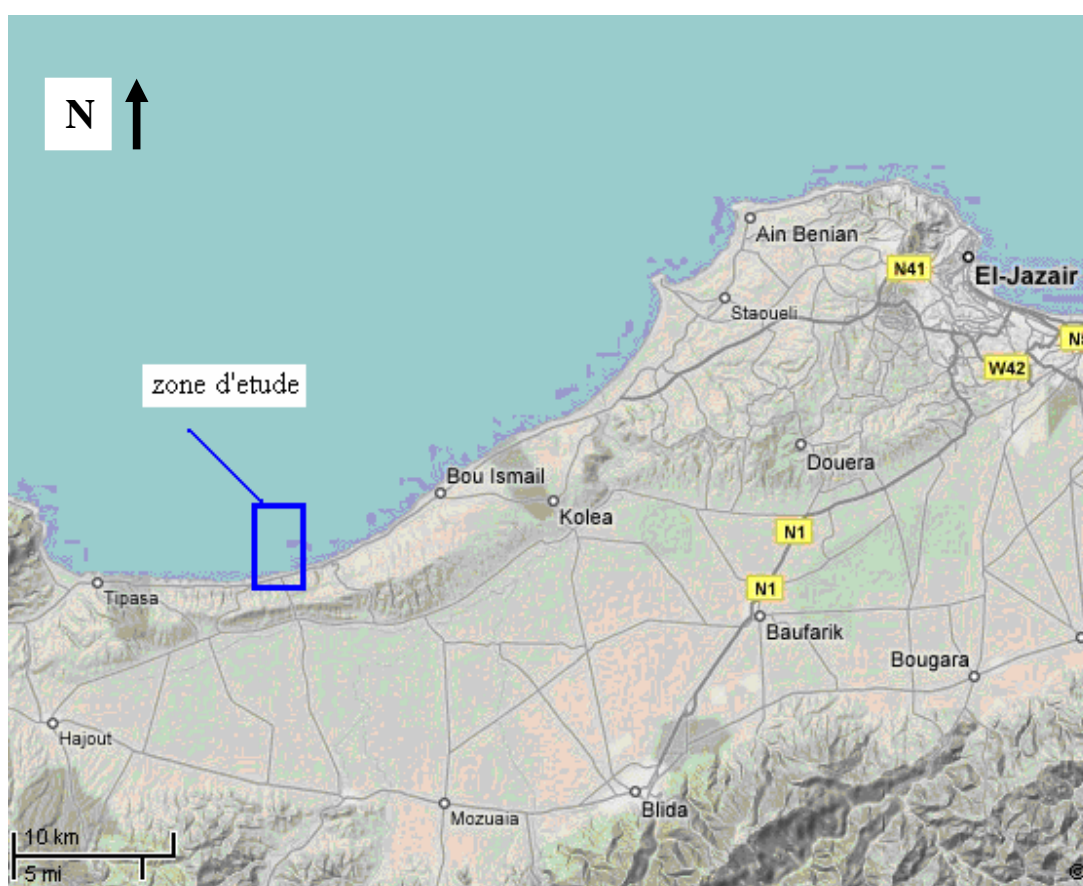 N
Ain Benian
N41
El-Jazair
Staoueli
N5
W42
zone d'etude
Douera
Bou Ismail
Kolea
N1
N1
Tipasa
Baufarik
Bougara
Hajout
Mozuaia
Blida
10 km
5 mi
©